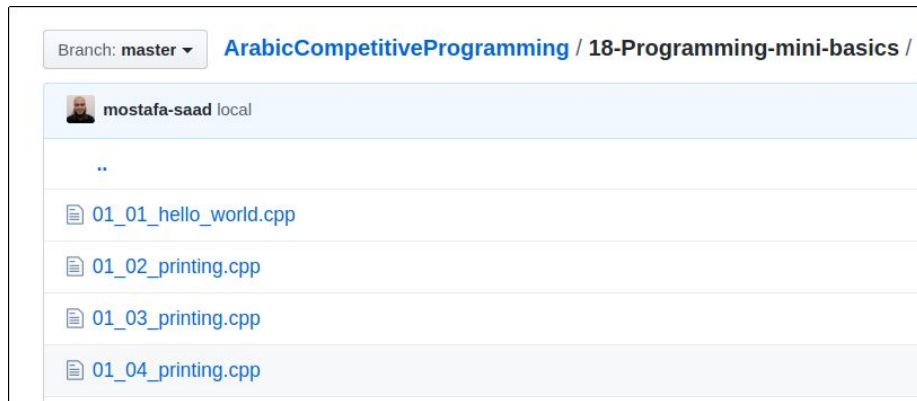 Branch: master ArabicCompetitiveProgramming / 18-Programming-mini-basics /
mostafa-saad local
..
01_01_hello_world.cpp
01_02_printing.cpp
01_03_printing.cpp
01_04_printing.cpp